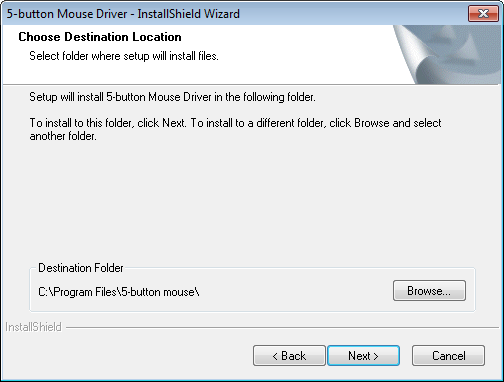 5-button Mouse Driver - InstallShield Wizard
Choose Destination Location
Select folder where setup will install files.
Setup will install 5-button Mouse Driver in the following folder.
To install to this folder, click Next. To install to a different folder, click Browse and select
another folder.
Destination Folder
C:\Program Files\5-button mouse\
Browse...
InstallShield
< Back
Next >
Cancel